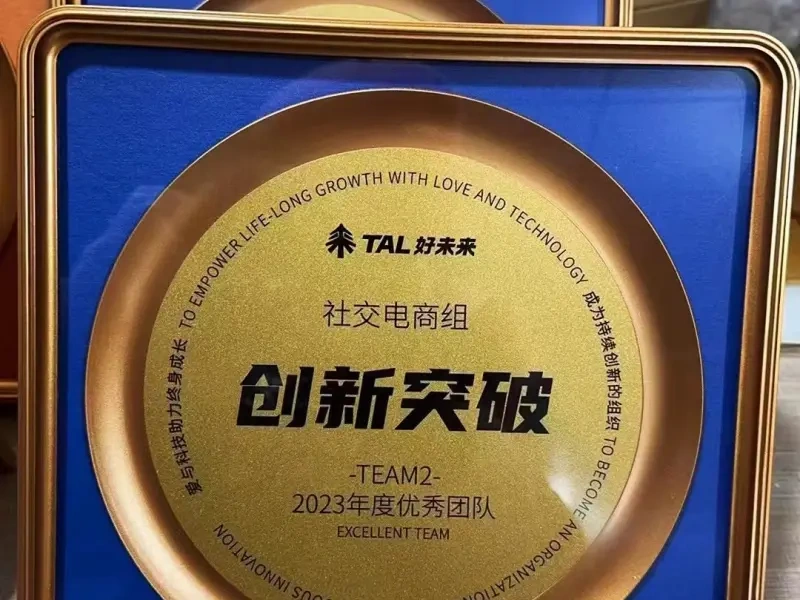 爱与科技助力终身成长 TO EMPOWER LIFE-LONG GROWTH WITH LOVE AND TECHNOLOGY 成为持续创新的组织 TO BECOME AN ORGANIZATION
OUS INNOVATION
TAL 好未来
社交电商组
创新突破
-TEAM2-
2023年度优秀团队
EXCELLENT TEAM